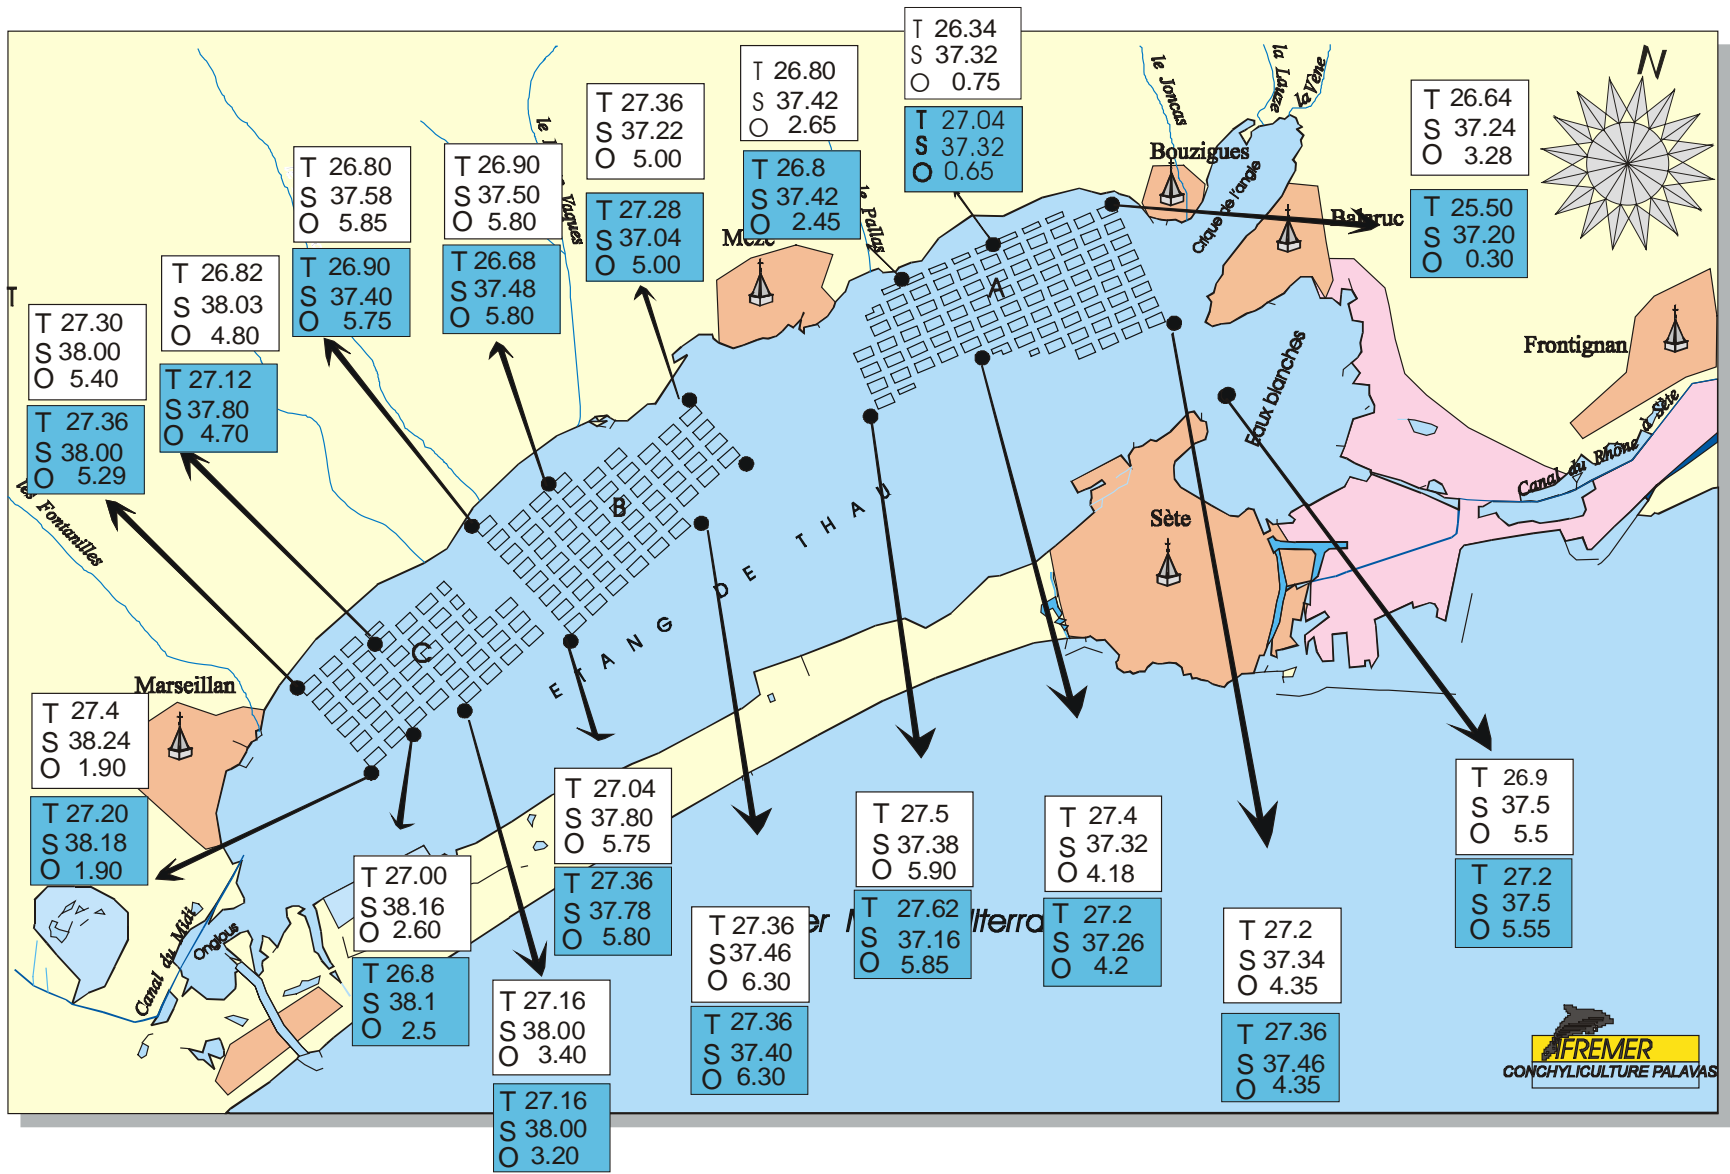 T 26.34
S 37.32
O 0.75
T 27.04
S 37.32
O 0.65
T 26.80
S 37.42
O 2.65
T 26.8
S 37.42
O 2.45
T 27.36
S 37.22
O 5.00
T 27.28
S 37.04
O 5.00
T 26.90
S 37.50
O 5.80
T 26.68
S 37.48
O 5.80
T 26.80
S 37.58
O 5.85
T 26.90
S 37.40
O 5.75
T 26.82
S 38.03
O 4.80
T 27.12
S 37.80
O 4.70
T
T 27.30
S 38.00
O 5.40
T 27.36
S 38.00
O 5.29
T 26.64
S 37.24
O 3.28
T 25.50
S 37.20
O 0.30
N
le Joncas
la Lauze
la Vène
Bouzigues
Crique de l'angle
Balaruc
le Pallas
Vaques
Mèze
Frontignan
Eaux blanches
Canal du Rhône à Sète
Sète
A
B
C
ETANG DE THAU
les Fontanilles
Marseillan
T 27.4
S 38.24
O 1.90
T 27.20
S 38.18
O 1.90
Canal du Midi
Onglous
T 27.00
S 38.16
O 2.60
T 26.8
S 38.1
O 2.5
T 27.16
S 38.00
O 3.40
T 27.16
S 38.00
O 3.20
T 27.04
S 37.80
O 5.75
T 27.36
S 37.78
O 5.80
T 27.36
S 37.46
O 6.30
T 27.36
S 37.40
O 6.30
T 27.5
S 37.38
O 5.90
T 27.62
S 37.16
O 5.85
T 27.4
S 37.32
O 4.18
T 27.2
S 37.26
O 4.2
T 27.2
S 37.34
O 4.35
T 27.36
S 37.46
O 4.35
T 26.9
S 37.5
O 5.5
T 27.2
S 37.5
O 5.55
IFREMER
CONCHYLICULTURE PALAVAS